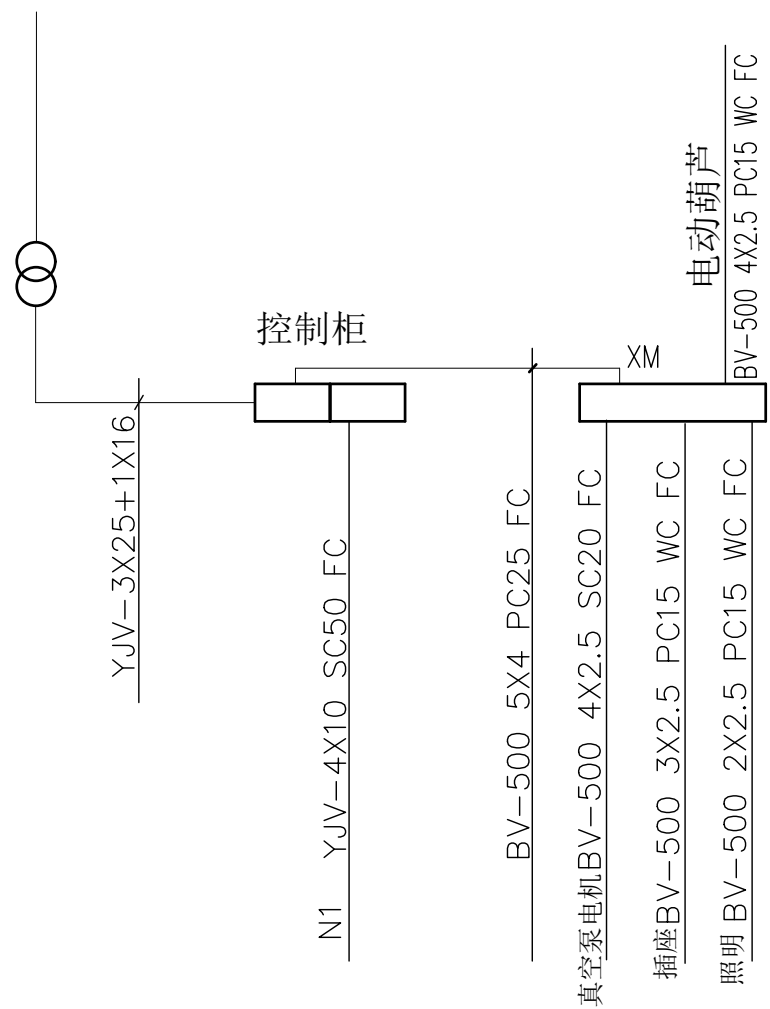 控制柜
XM
电动葫芦
BV-500 4X2.5 PC15 WC FC
YJV-3X25+1X16
N1 YJV-4X10 SC50 FC
BV-500 5X4 PC25 FC
真空泵电机BV-500 4X2.5 SC20 FC
插座BV-500 3X2.5 PC15 WC FC
照明 BV-500 2X2.5 PC15 WC FC